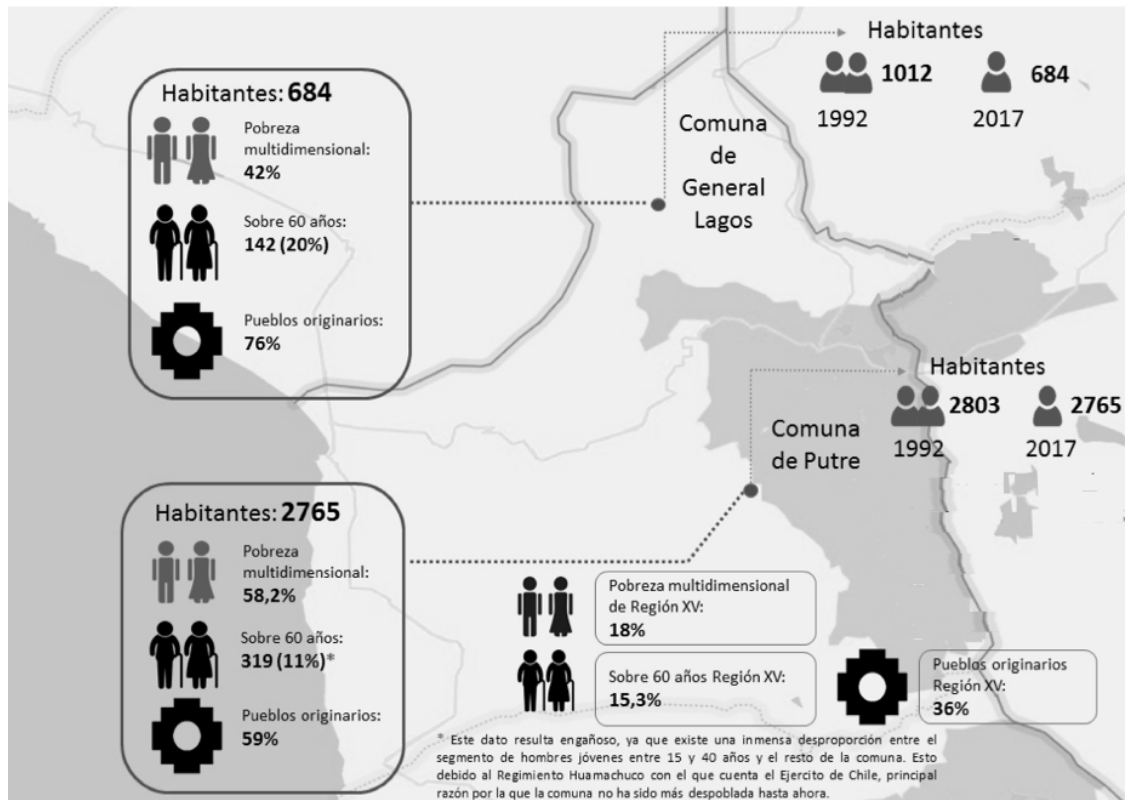 Habitantes
1012
684
1992
2017
Comuna
de
General
Lagos
Habitantes: 684
Pobreza
multidimensional:
42%
Sobre 60 años:
142 (20%)
Pueblos originarios:
76%
Habitantes
2803
2765
1992
2017
Comuna
de Putre
Habitantes: 2765
Pobreza
multidimensional:
58,2%
Sobre 60 años:
319 (11%)*
Pueblos originarios:
59%
Pobreza multidimensional
de Región XV:
18%
Sobre 60 años Región XV:
15,3%
Pueblos originarios
Región XV:
36%
* Este dato resulta engañoso, ya que existe una inmensa desproporción entre el
segmento de hombres jóvenes entre 15 y 40 años y el resto de la comuna. Esto
debido al Regimiento Huamachuco con el que cuenta el Ejercito de Chile, principal
razón por la que la comuna no ha sido más despoblada hasta ahora.